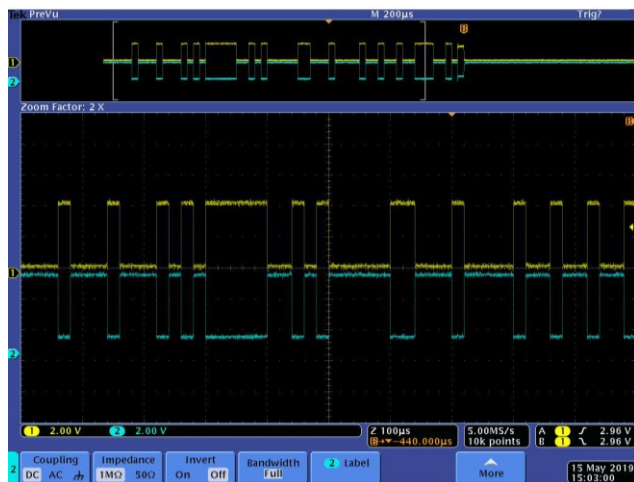 Tek PreVu M 200µs Trig?
B
1
2
Zoom Factor: 2 X
B
1
2
1 2.00 V 2 2.00 V Z 100µs 5.00MS/s A 1 2.96 V
B→▾−440.000µs 10k points B 1 2.96 V
2
Coupling Impedance Invert Bandwidth 2 Label
DC AC 1MΩ 50Ω On Off Full More
15 May 2019
15:03:00